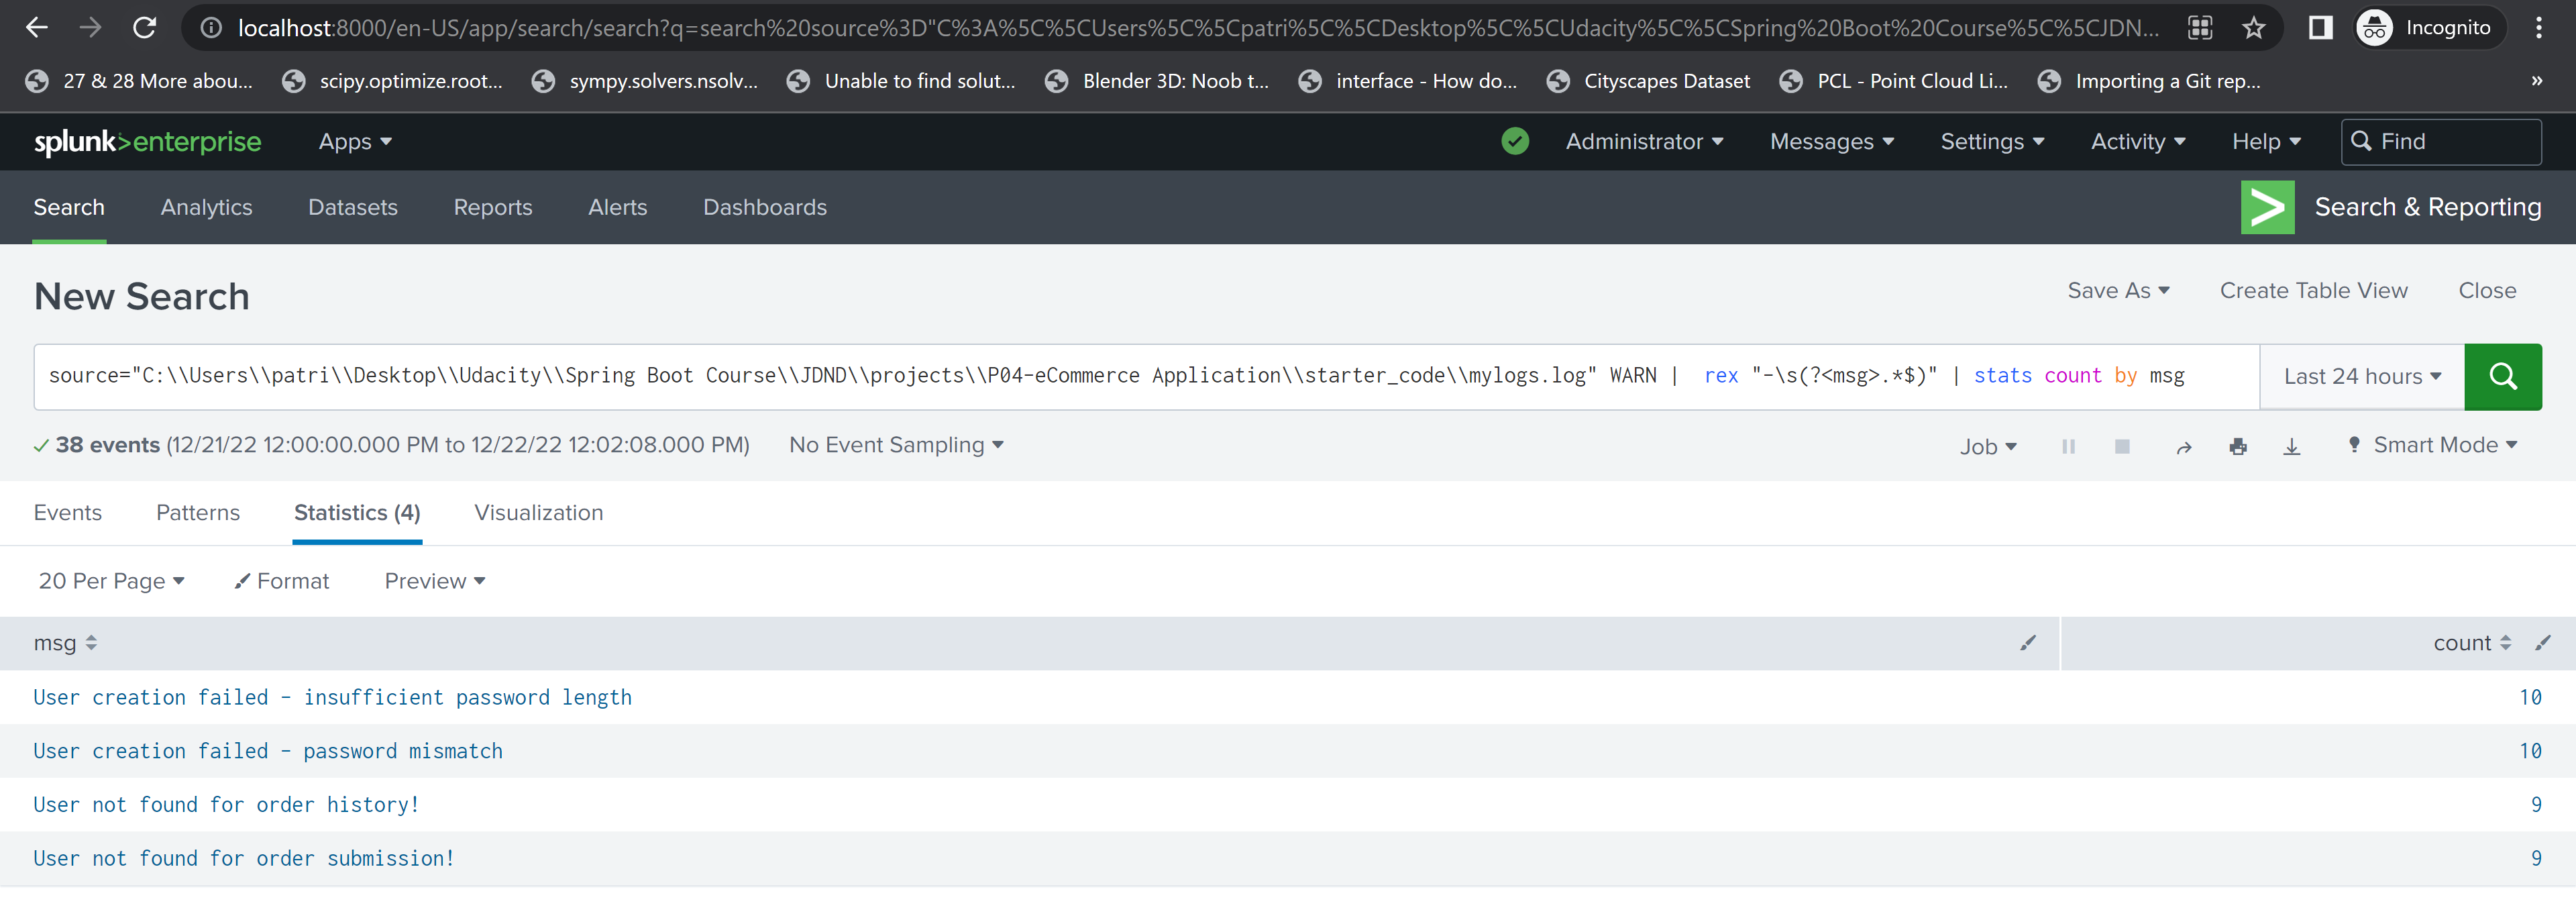 localhost:8000/en-US/app/search/search?q=search%20source%3D"C%3A%5C%5CUsers%5C%5Cpatri%5C%5CDesktop%5C%5CUdacity%5C%5CSpring%20Boot%20Course%5C%5CJDN... Incognito
27 & 28 More abou... scipy.optimize.root... sympy.solvers.nsolv... Unable to find solut... Blender 3D: Noob t... interface - How do... Cityscapes Dataset PCL - Point Cloud Li... Importing a Git rep... »
splunk>enterprise Apps Administrator Messages Settings Activity Help Find
Search Analytics Datasets Reports Alerts Dashboards > Search & Reporting
New Search Save As Create Table View Close
source="C:\\Users\\patri\\Desktop\\Udacity\\Spring Boot Course\\JDND\\projects\\P04-eCommerce Application\\starter_code\\mylogs.log" WARN |  rex "-\s(?<msg>.*$)" | stats count by msg Last 24 hours
38 events (12/21/22 12:00:00.000 PM to 12/22/22 12:02:08.000 PM) No Event Sampling Job Smart Mode
Events Patterns Statistics (4) Visualization
20 Per Page Format Preview
msg count
User creation failed - insufficient password length 10
User creation failed - password mismatch 10
User not found for order history! 9
User not found for order submission! 9